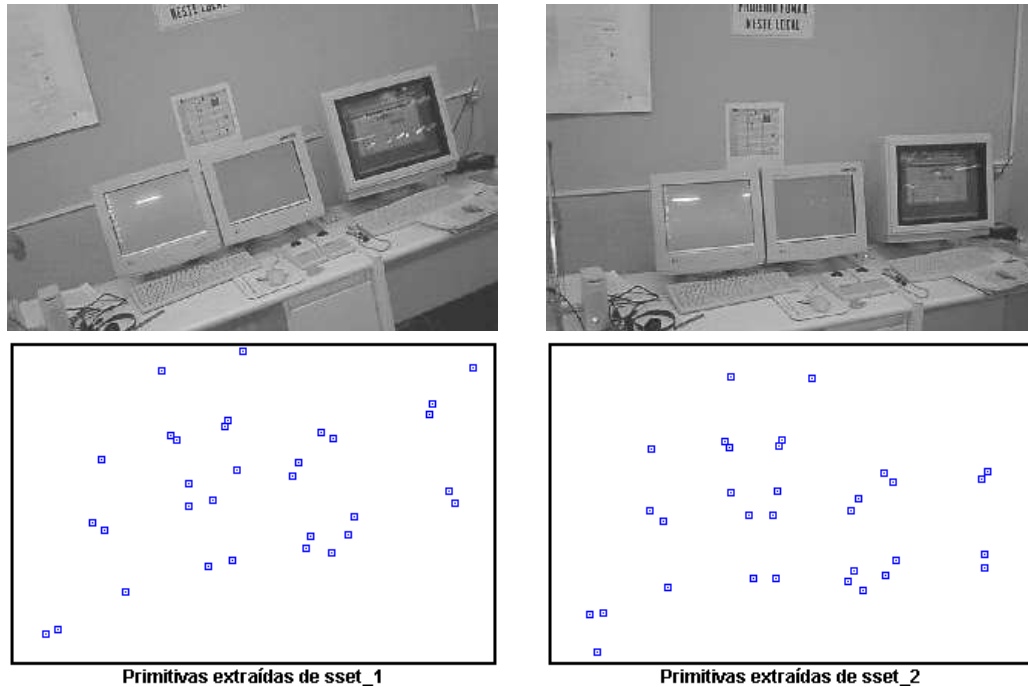 NESTE LOCAL
PROIBIDO FUMAR
NESTE LOCAL
Primitivas extraídas de sset_1
Primitivas extraídas de sset_2